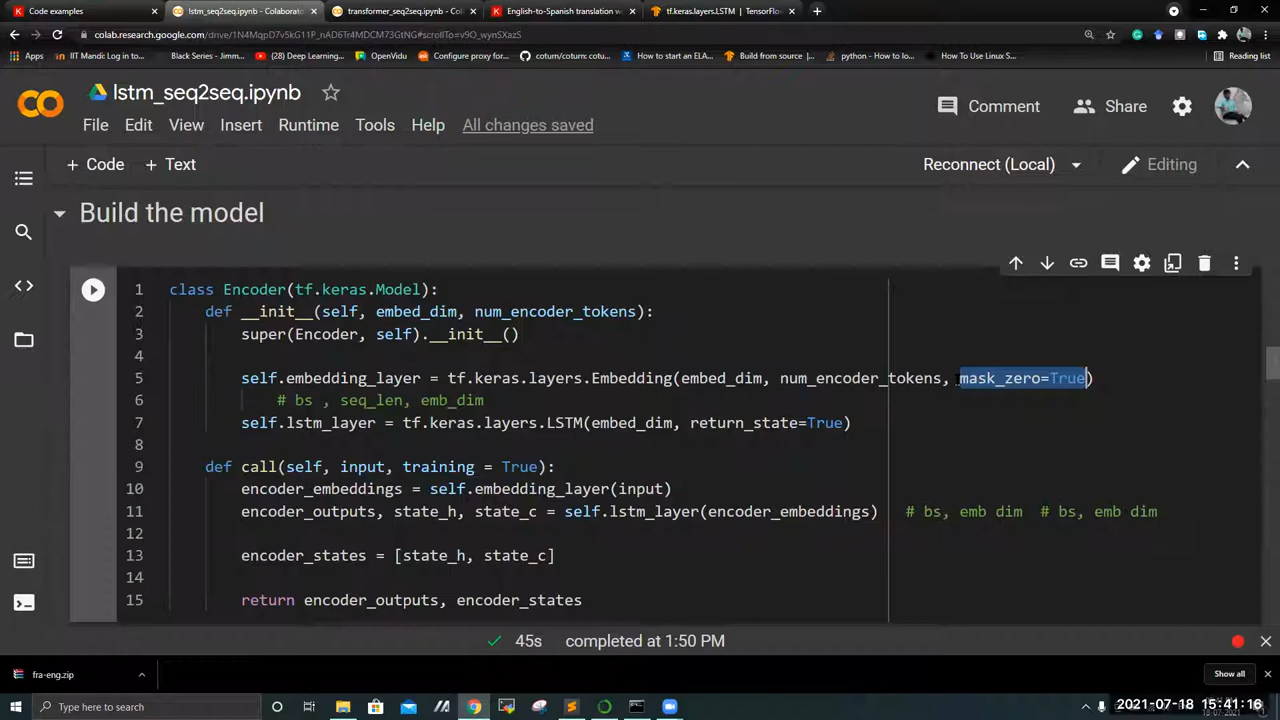 Key Code examples
lstm_seq2seq.ipynb - Colaborato
transformer_seq2seq.ipynb - Col
English-to-Spanish translation w
tf.keras.layers.LSTM | TensorFlow
colab.research.google.com/drive/1N4MqpD7v5kG11P_nAD6Tr4MDCM73GtNG#scrollTo=v9O_wynSXazS
Apps
IIT Mandi: Log in to...
Black Series - Jimm...
(28) Deep Learning...
OpenVidu
Configure proxy for...
coturn/coturn: cotu...
How to start an ELA...
Build from source |...
python - How to lo...
How To Use Linux S...
Reading list
lstm_seq2seq.ipynb
Comment
Share
File Edit View Insert Runtime Tools Help All changes saved
+ Code + Text
Reconnect (Local)
Editing
Build the model
1 class Encoder(tf.keras.Model):
2 def __init__(self, embed_dim, num_encoder_tokens):
3 super(Encoder, self).__init__()
4
5 self.embedding_layer = tf.keras.layers.Embedding(embed_dim, num_encoder_tokens, mask_zero=True)
6 # bs , seq_len, emb_dim
7 self.lstm_layer = tf.keras.layers.LSTM(embed_dim, return_state=True)
8
9 def call(self, input, training = True):
10 encoder_embeddings = self.embedding_layer(input)
11 encoder_outputs, state_h, state_c = self.lstm_layer(encoder_embeddings) # bs, emb dim # bs, emb dim
12
13 encoder_states = [state_h, state_c]
14
15 return encoder_outputs, encoder_states
45s completed at 1:50 PM
fra-eng.zip
Show all
Type here to search
2021-07-18 15:41:16